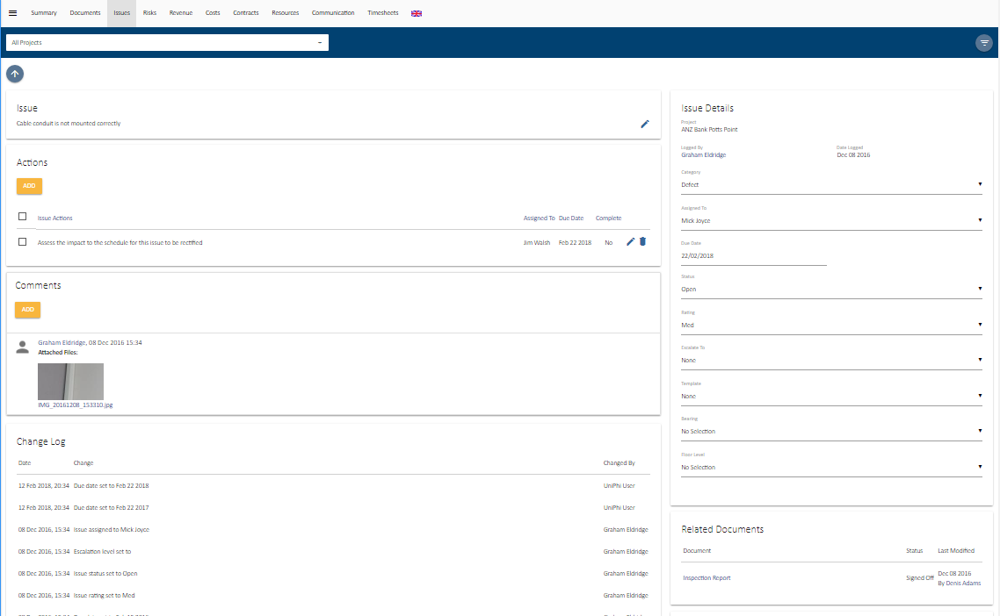 Summary Documents Issues Risks Revenue Costs Contracts Resources Communication Timesheets
All Projects
Issue
Cable conduit is not mounted correctly
Actions
ADD
Issue Actions Assigned To Due Date Complete
Assess the impact to the schedule for this issue to be rectified Jim Walsh Feb 22 2018 No
Comments
ADD
Graham Eldridge, 08 Dec 2016 15:34
Attached Files:
IMG_20161208_153310.jpg
Change Log
Date Change Changed By
12 Feb 2018, 20:34 Due date set to Feb 22 2018 UniPhi User
12 Feb 2018, 20:34 Due date set to Feb 22 2017 UniPhi User
08 Dec 2016, 15:34 Issue assigned to Mick Joyce Graham Eldridge
08 Dec 2016, 15:34 Escalation level set to Graham Eldridge
08 Dec 2016, 15:34 Issue status set to Open Graham Eldridge
08 Dec 2016, 15:34 Issue rating set to Med Graham Eldridge
Issue Details
Project
ANZ Bank Potts Point
Logged By Date Logged
Graham Eldridge Dec 08 2016
Category
Defect
Assigned To
Mick Joyce
Due Date
22/02/2018
Status
Open
Rating
Med
Escalate To
None
Template
None
Bearing
No Selection
Floor Level
No Selection
Related Documents
Document Status Last Modified
Inspection Report Signed Off Dec 08 2016
By Denis Adams